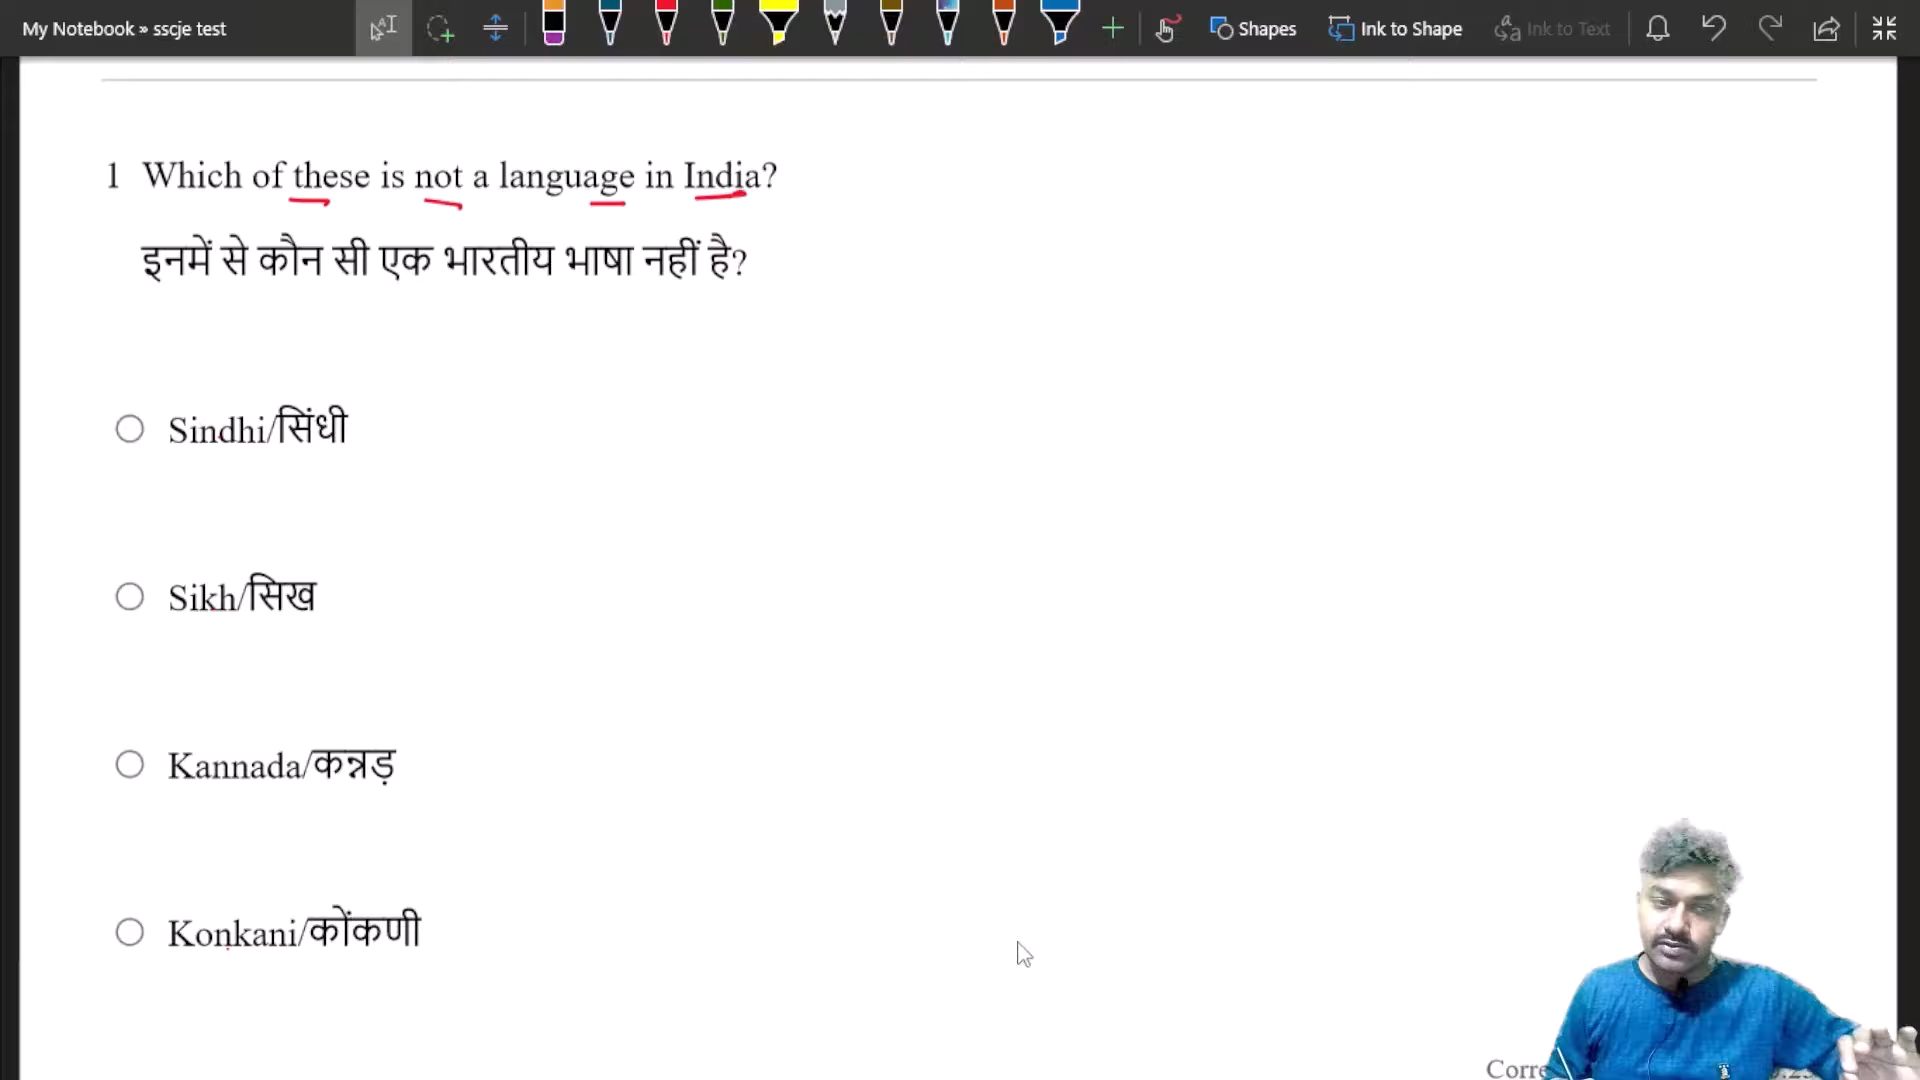 My Notebook » sscje test
Shapes
Ink to Shape
Ink to Text
1 Which of these is not a language in India?
इनमें से कौन सी एक भारतीय भाषा नहीं है?
Sindhi/सिंधी
Sikh/सिख
Kannada/कन्नड़
Konkani/कोंकणी